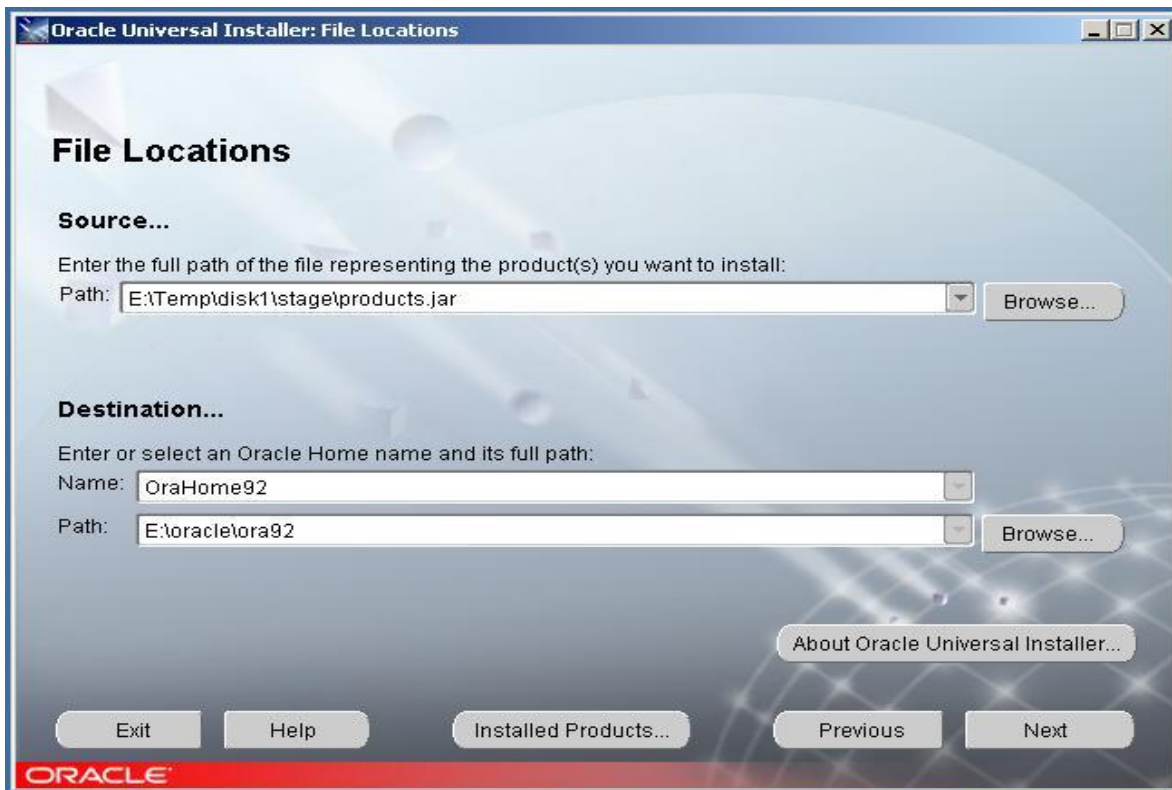 Oracle Universal Installer: File Locations
File Locations
Source...
Enter the full path of the file representing the product(s) you want to install:
Path: E:\Temp\disk1\stage\products.jar Browse...
Destination...
Enter or select an Oracle Home name and its full path:
Name: OraHome92
Path: E:\oracle\ora92 Browse...
About Oracle Universal Installer...
Exit Help Installed Products... Previous Next
ORACLE